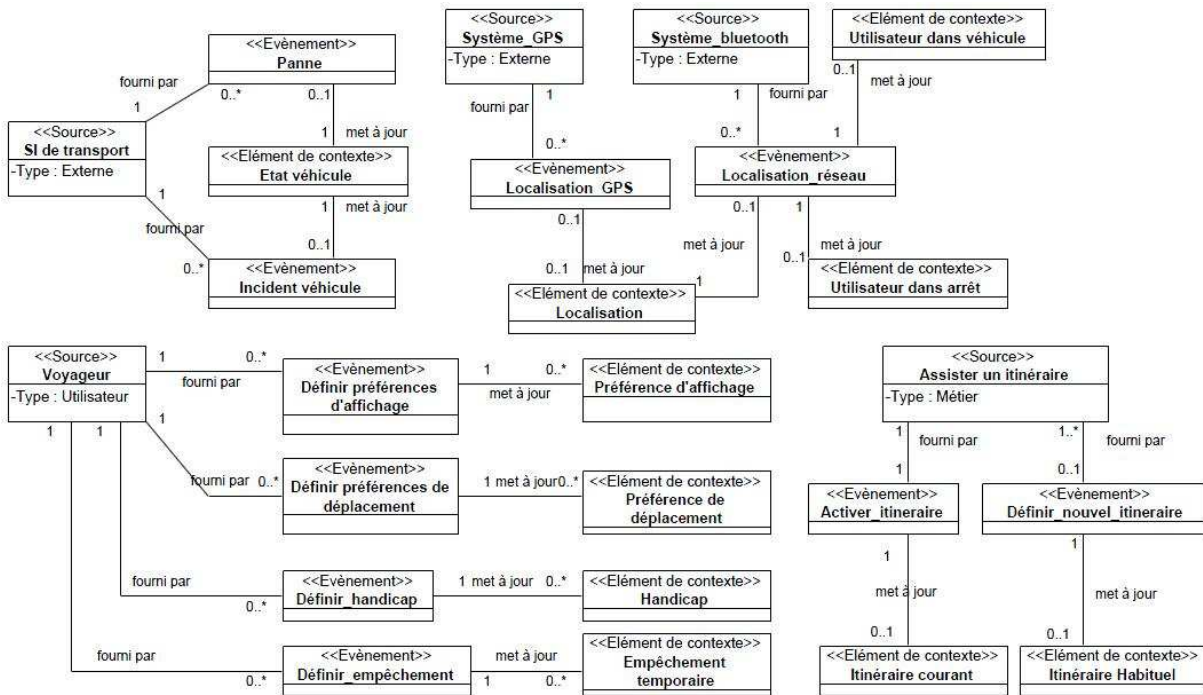 <<Evènement>>
Panne
fourni par
1
0..*
0..1
<<Source>>
SI de transport
-Type : Externe
1
met à jour
<<Elément de contexte>>
Etat véhicule
1
fourni par
1
met à jour
0..*
0..1
<<Evènement>>
Incident véhicule
<<Source>>
Système_GPS
-Type : Externe
1
fourni par
0..*
<<Evènement>>
Localisation_GPS
0..1
0..1
met à jour
<<Elément de contexte>>
Localisation
<<Source>>
Système_bluetooth
-Type : Externe
1
fourni par
0..*
<<Elément de contexte>>
Utilisateur dans véhicule
0..1
met à jour
1
<<Evènement>>
Localisation_réseau
0..1
met à jour
1
1
met à jour
0..1
<<Elément de contexte>>
Utilisateur dans arrêt
<<Source>>
Voyageur
-Type : Utilisateur
1
0..*
fourni par
<<Evènement>>
Définir préférences
d'affichage
1
0..*
met à jour
<<Elément de contexte>>
Préférence d'affichage
1
fourni par
0..*
<<Evènement>>
Définir préférences de
déplacement
1
met à jour
0..*
<<Elément de contexte>>
Préférence de
déplacement
1
1
fourni par
0..*
<<Evènement>>
Définir_handicap
1
met à jour
0..*
<<Elément de contexte>>
Handicap
fourni par
0..*
<<Evènement>>
Définir_empêchement
met à jour
1
0..*
<<Elément de contexte>>
Empêchement
temporaire
<<Source>>
Assister un itinéraire
-Type : Métier
1
fourni par
1
1..*
fourni par
0..1
<<Evènement>>
Activer_itineraire
<<Evènement>>
Définir_nouvel_itineraire
1
met à jour
0..1
1
met à jour
0..1
<<Elément de contexte>>
Itinéraire courant
<<Elément de contexte>>
Itinéraire Habituel